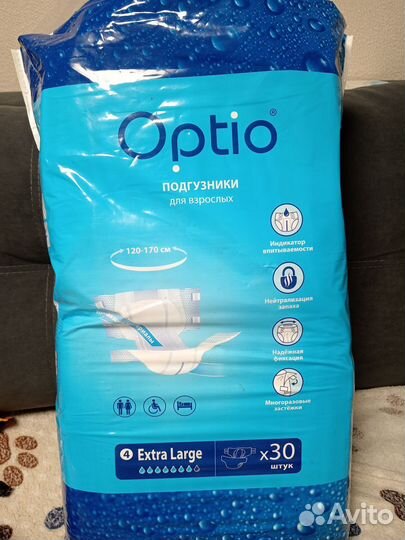 Optio®
ПОДГУЗНИКИ
для взрослых
120-170 см
Индикатор
впитываемости
Нейтрализация
запаха
Надёжная
фиксация
Многоразовые
застёжки
4 Extra Large
x30
штук
Avito